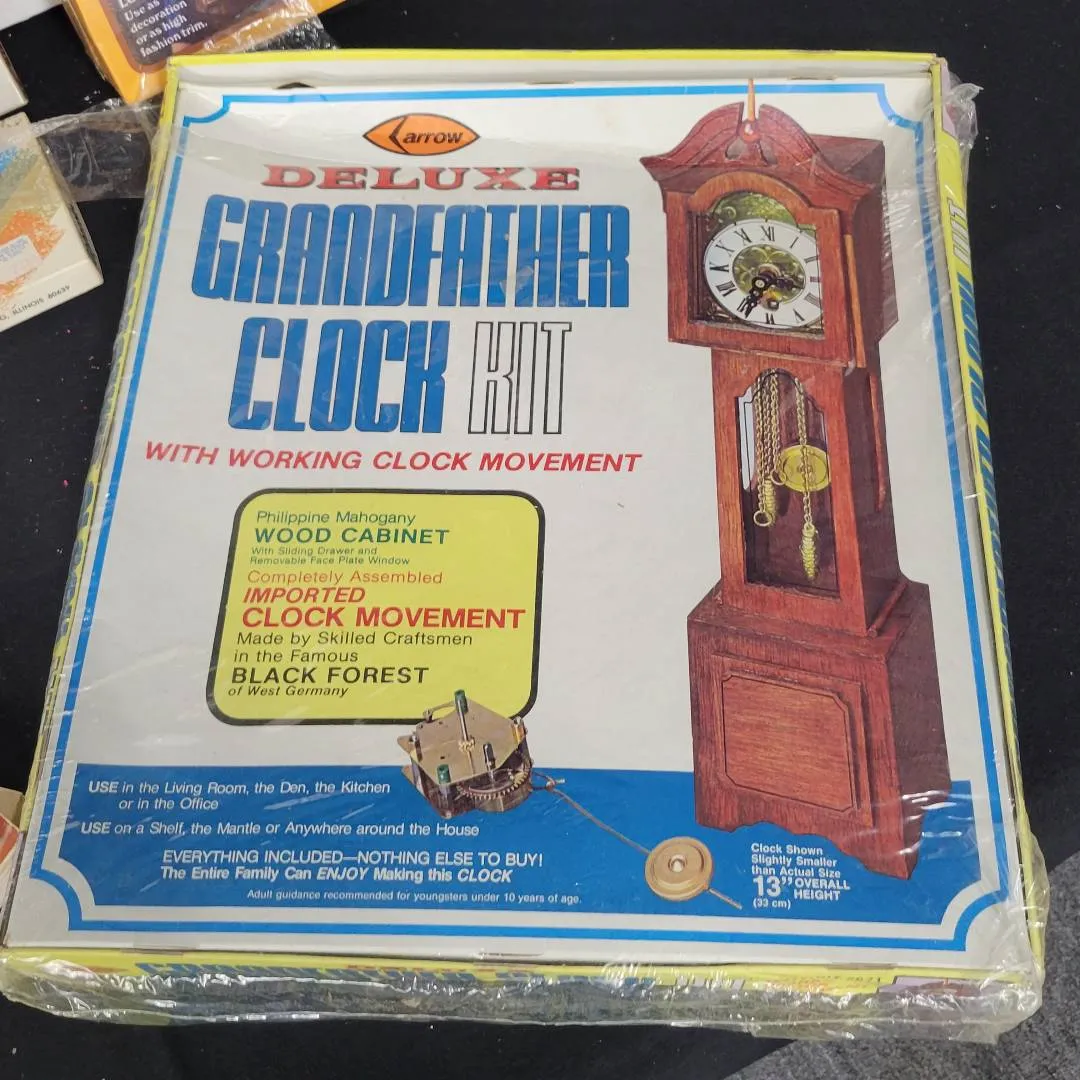 Use as
decoration
or as high
fashion trim.
ILLINOIS 60639
arrow
DELUXE
GRANDFATHER
CLOCK KIT
WITH WORKING CLOCK MOVEMENT
Philippine Mahogany
WOOD CABINET
With Sliding Drawer and
Removable Face Plate Window
Completely Assembled
IMPORTED
CLOCK MOVEMENT
Made by Skilled Craftsmen
in the Famous
BLACK FOREST
of West Germany
USE in the Living Room, the Den, the Kitchen
or in the Office
USE on a Shelf, the Mantle or Anywhere around the House
EVERYTHING INCLUDED—NOTHING ELSE TO BUY!
The Entire Family Can ENJOY Making this CLOCK
Adult guidance recommended for youngsters under 10 years of age.
Clock Shown
Slightly Smaller
than Actual Size
13" OVERALL
HEIGHT
(33 cm)
KIT